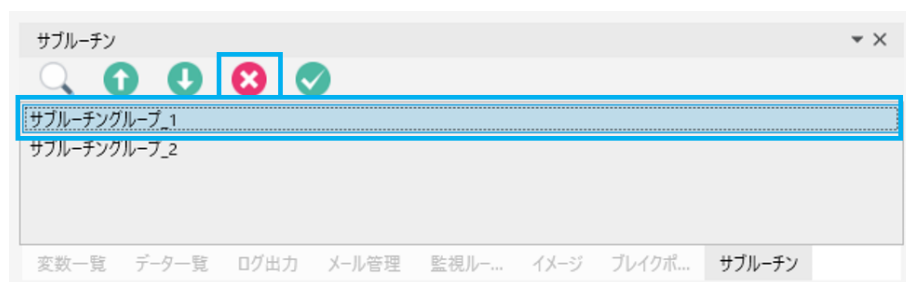 サブルーチン
サブルーチングループ_1
サブルーチングループ_2
変数一覧 データ一覧 ログ出力 メール管理 監視ルー... イメージ ブレイクポ... サブルーチン